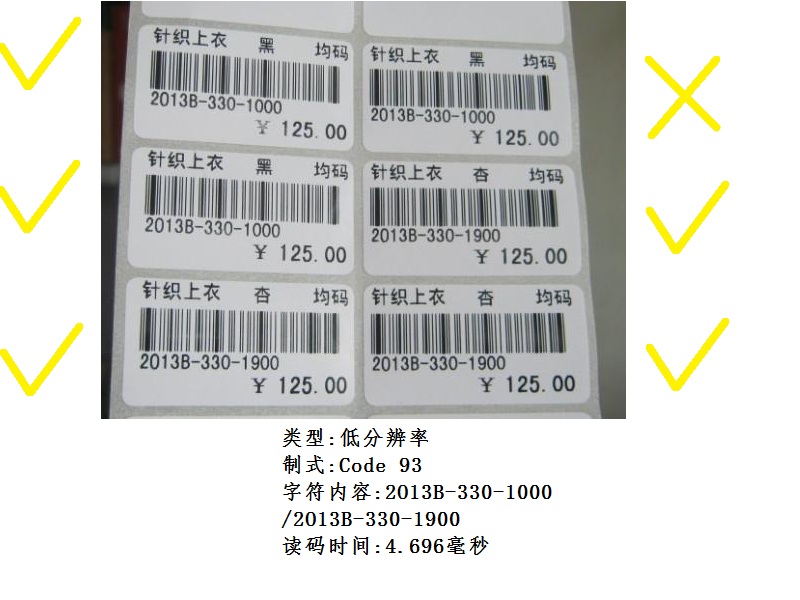 针织上衣 黑 均码
2013B-330-1000
¥ 125.00
针织上衣 黑 均码
2013B-330-1000
¥ 125.00
针织上衣 黑 均码
2013B-330-1000
¥ 125.00
针织上衣 杏 均码
2013B-330-1900
¥ 125.00
针织上衣 杏 均码
2013B-330-1900
¥ 125.00
针织上衣 杏 均码
2013B-330-1900
¥ 125.00
类型:低分辨率
制式:Code 93
字符内容:2013B-330-1000
/2013B-330-1900
读码时间:4.696毫秒